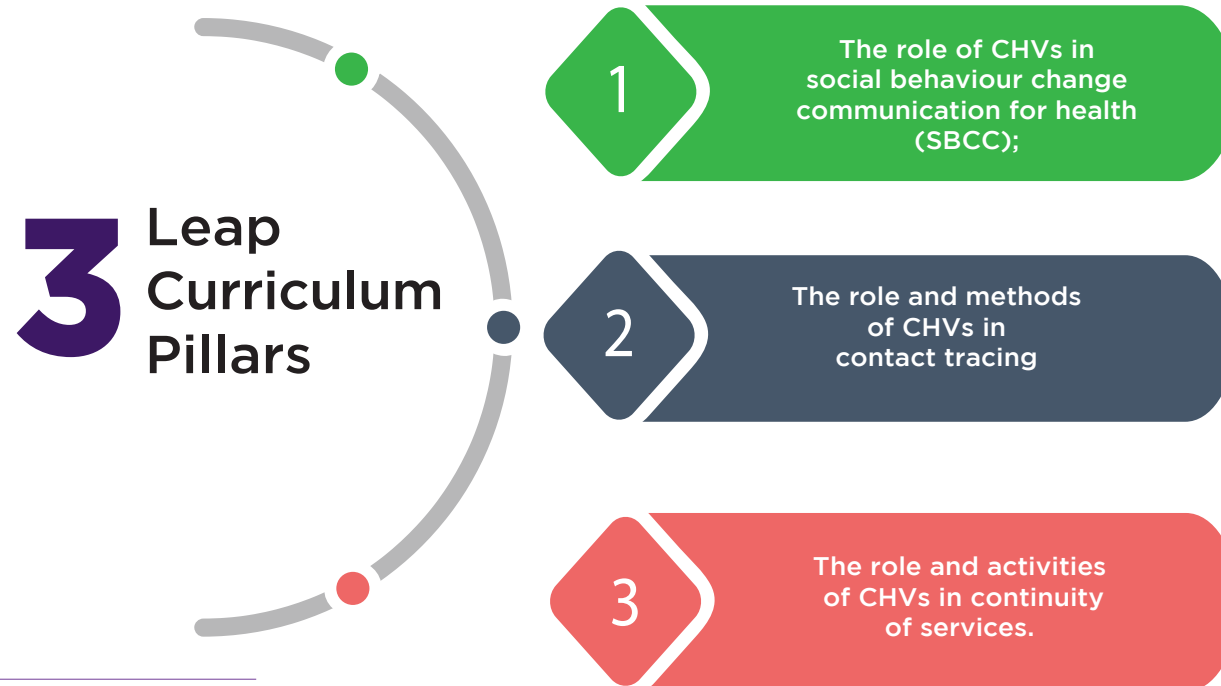 3
Leap
Curriculum
Pillars
1
The role of CHVs in
social behaviour change
communication for health
(SBCC);
2
The role and methods
of CHVs in
contact tracing
3
The role and activities
of CHVs in continuity
of services.